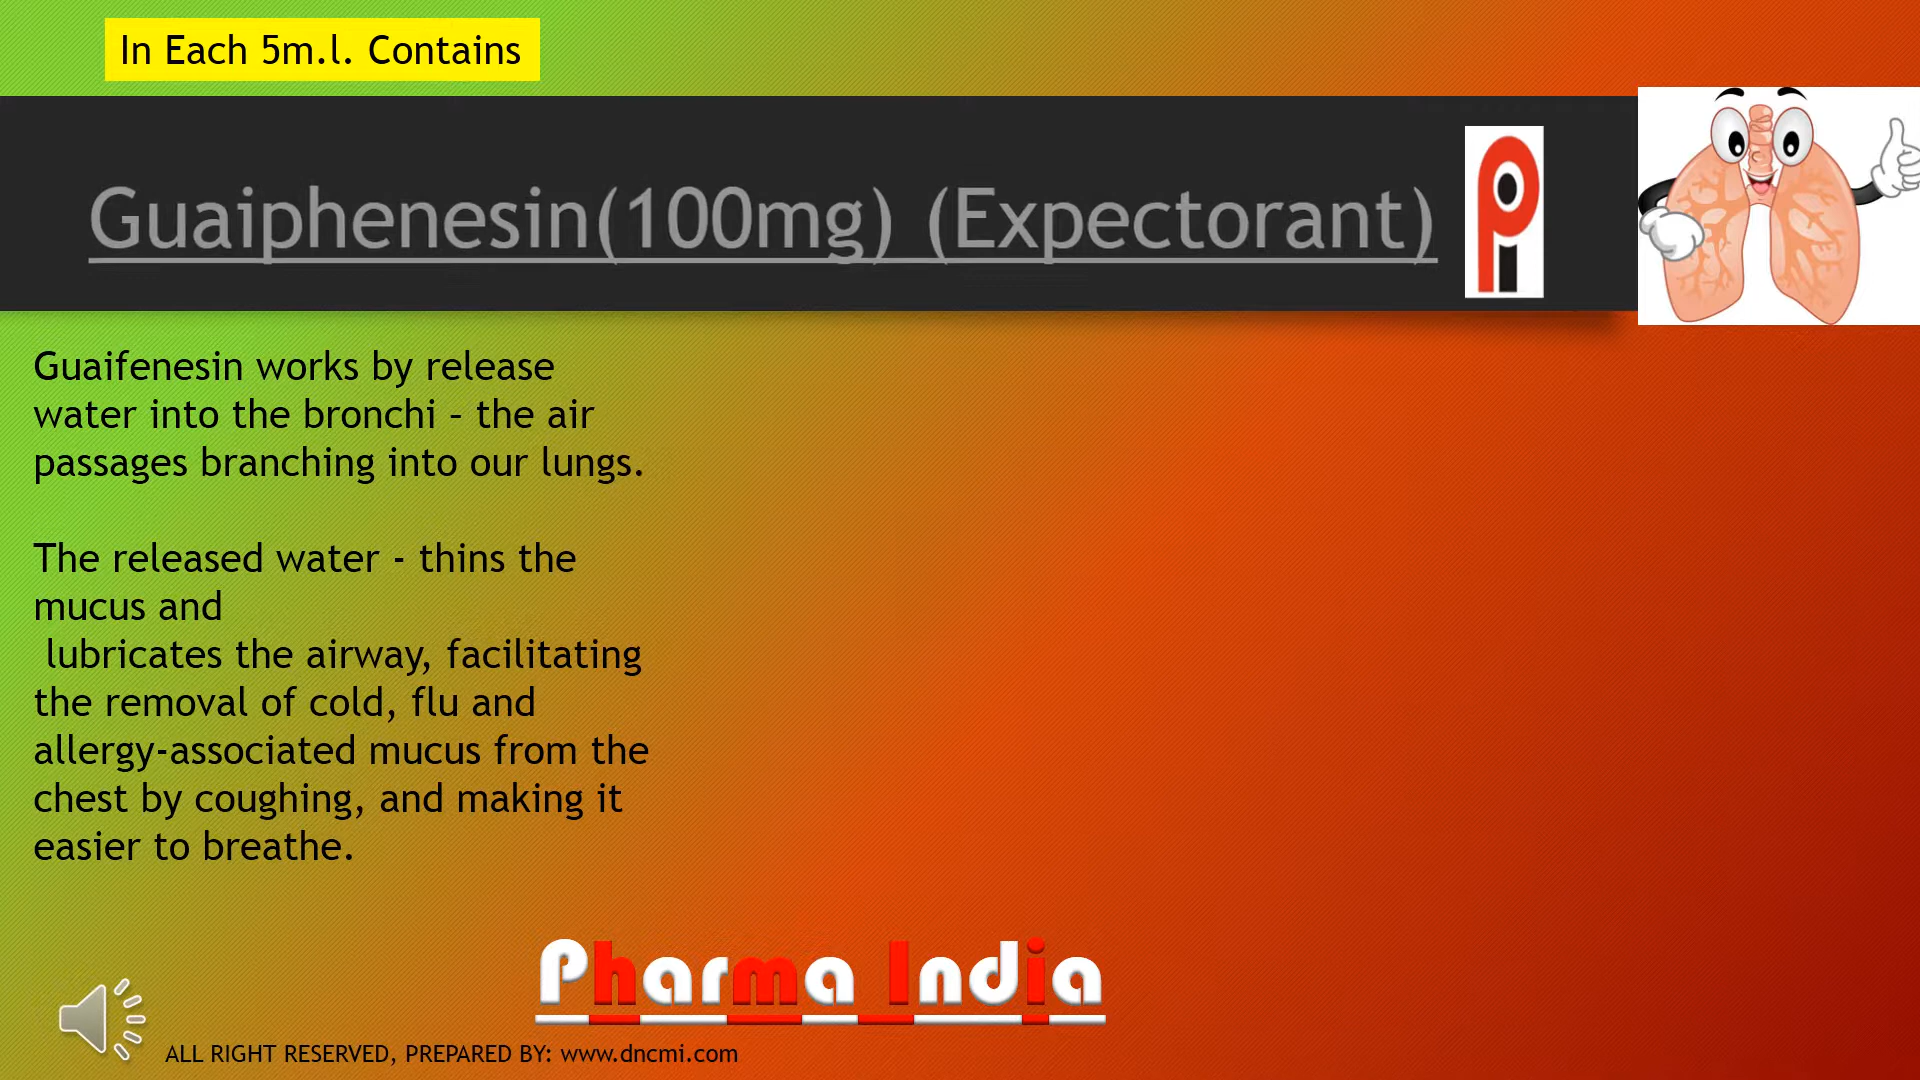 In Each 5m.l. Contains
Guaiphenesin(100mg) (Expectorant)
Guaifenesin works by release
water into the bronchi – the air
passages branching into our lungs.
The released water - thins the
mucus and
lubricates the airway, facilitating
the removal of cold, flu and
allergy-associated mucus from the
chest by coughing, and making it
easier to breathe.
Pharma India
ALL RIGHT RESERVED, PREPARED BY: www.dncmi.com